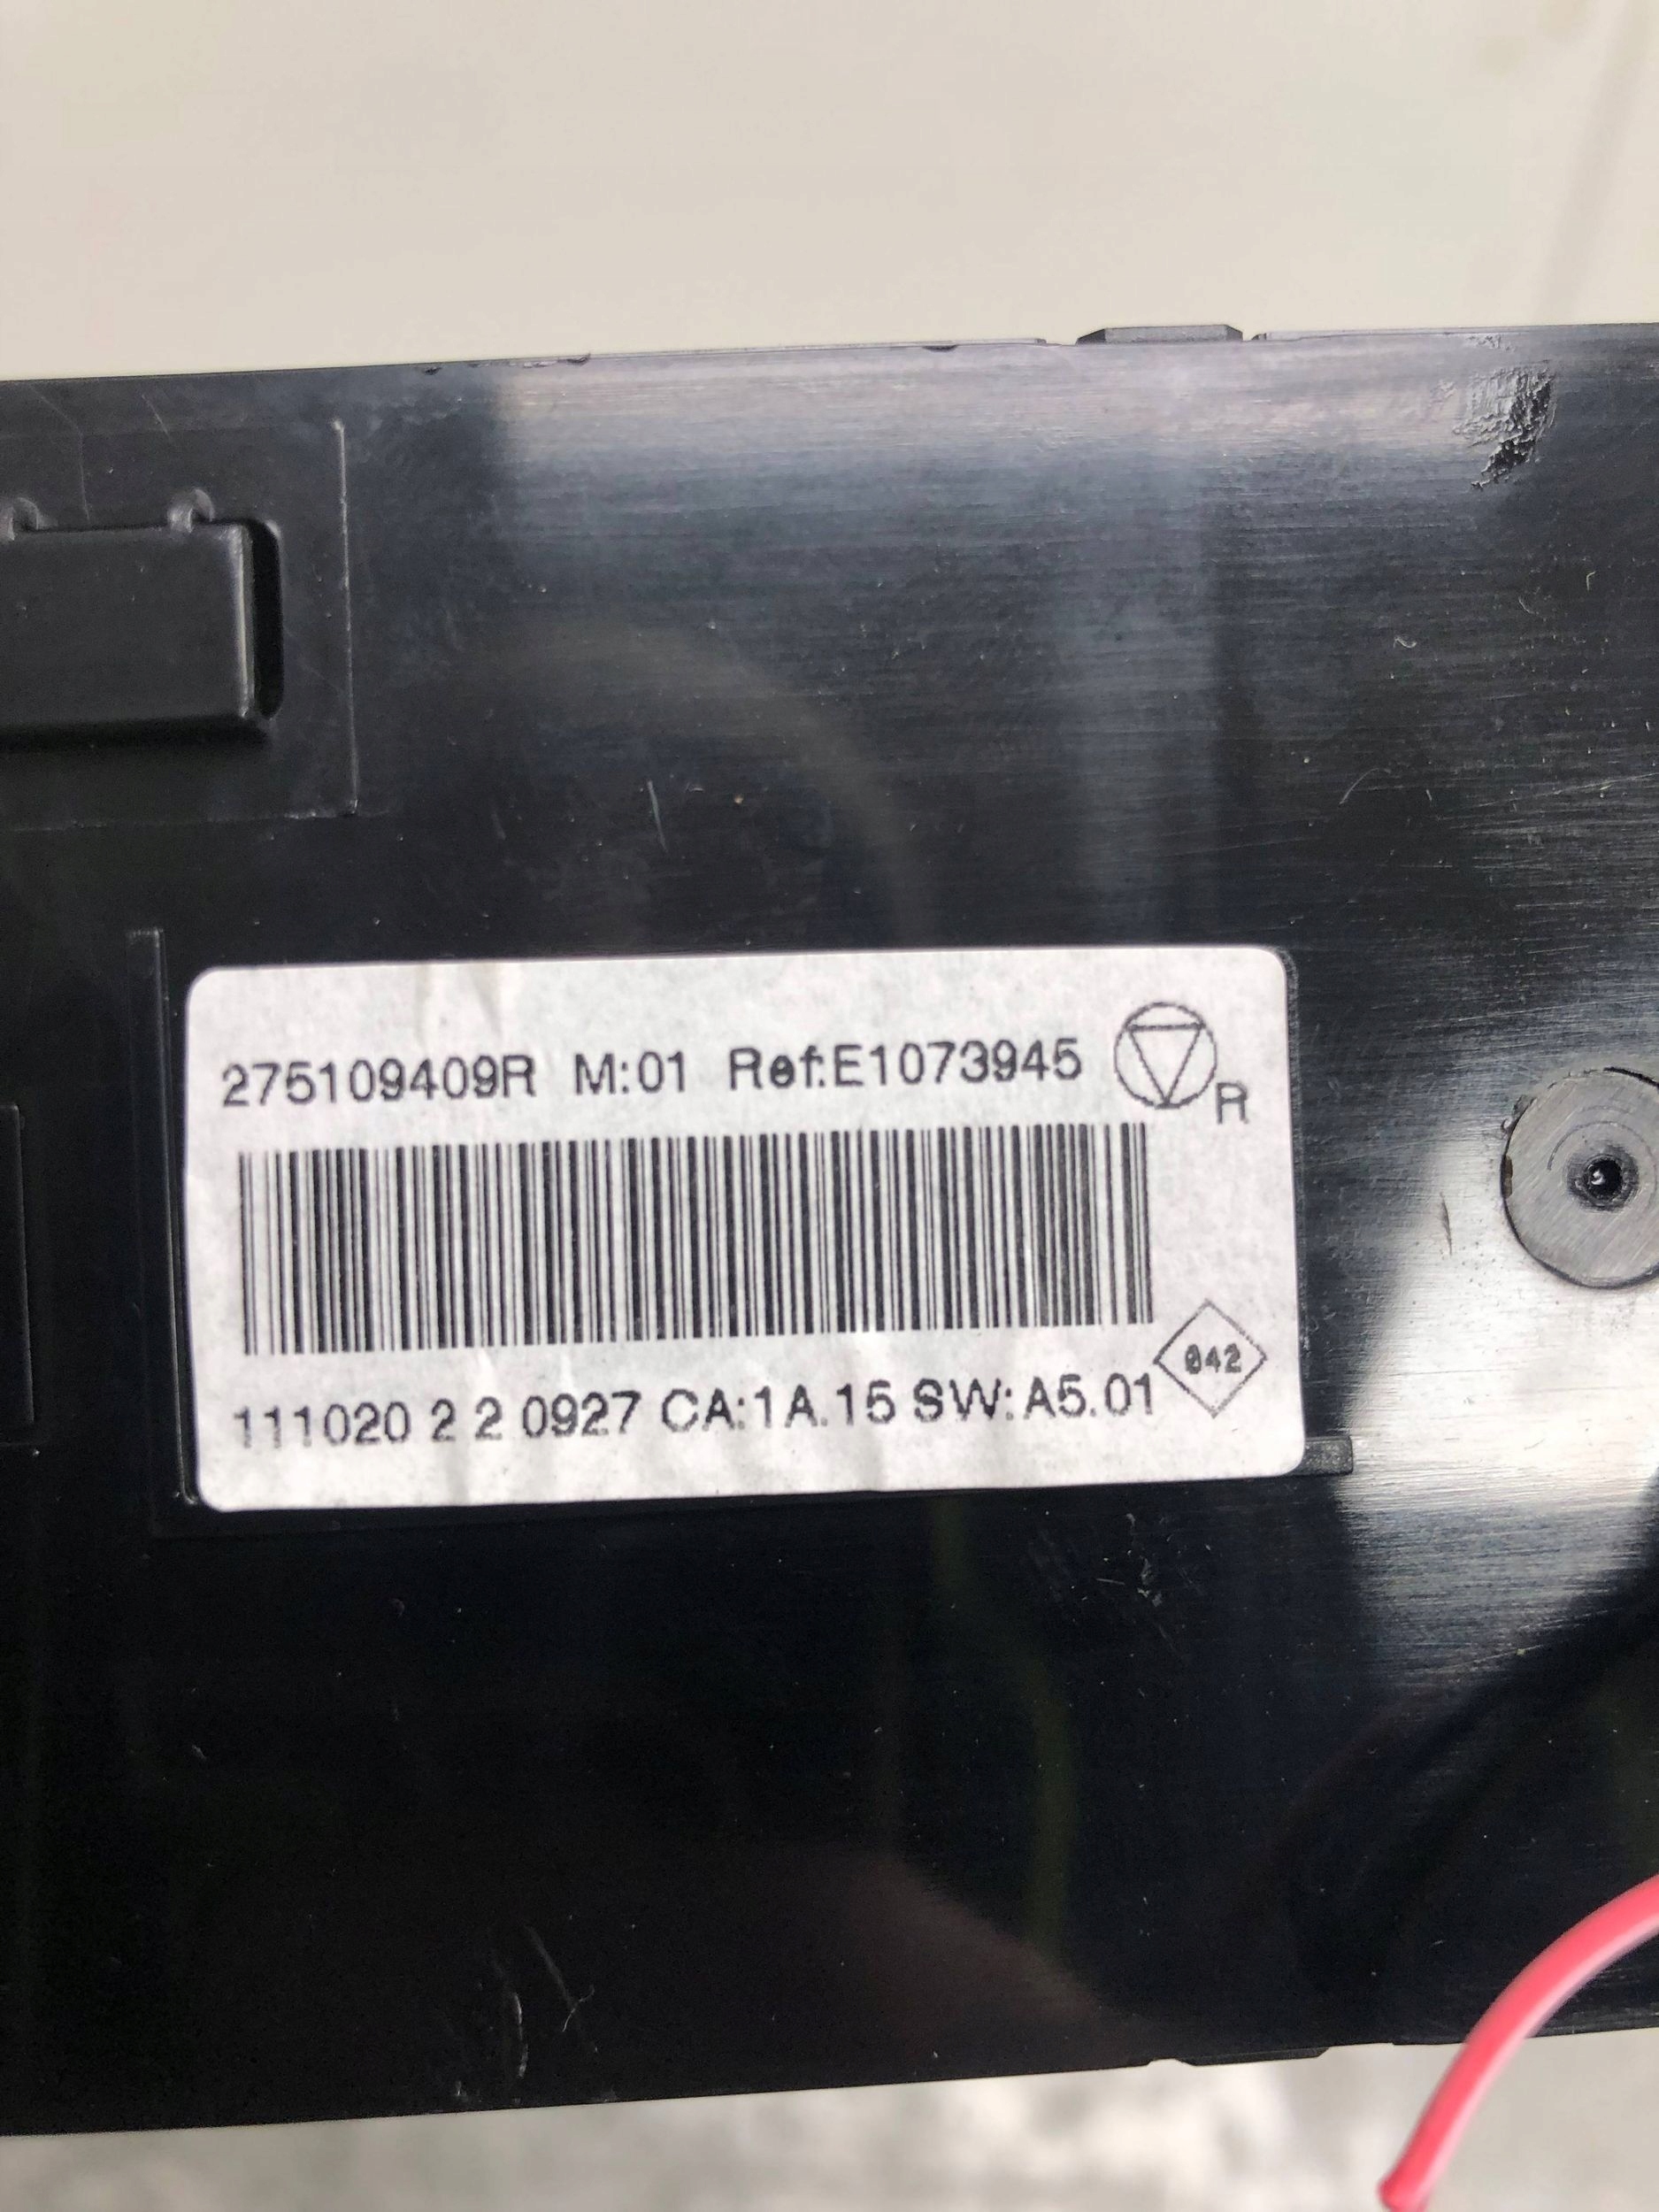 275109409R M:01 Ref:E1073945
R
042
111020 2 2 0927 CA:1A.15 SW:A5.01